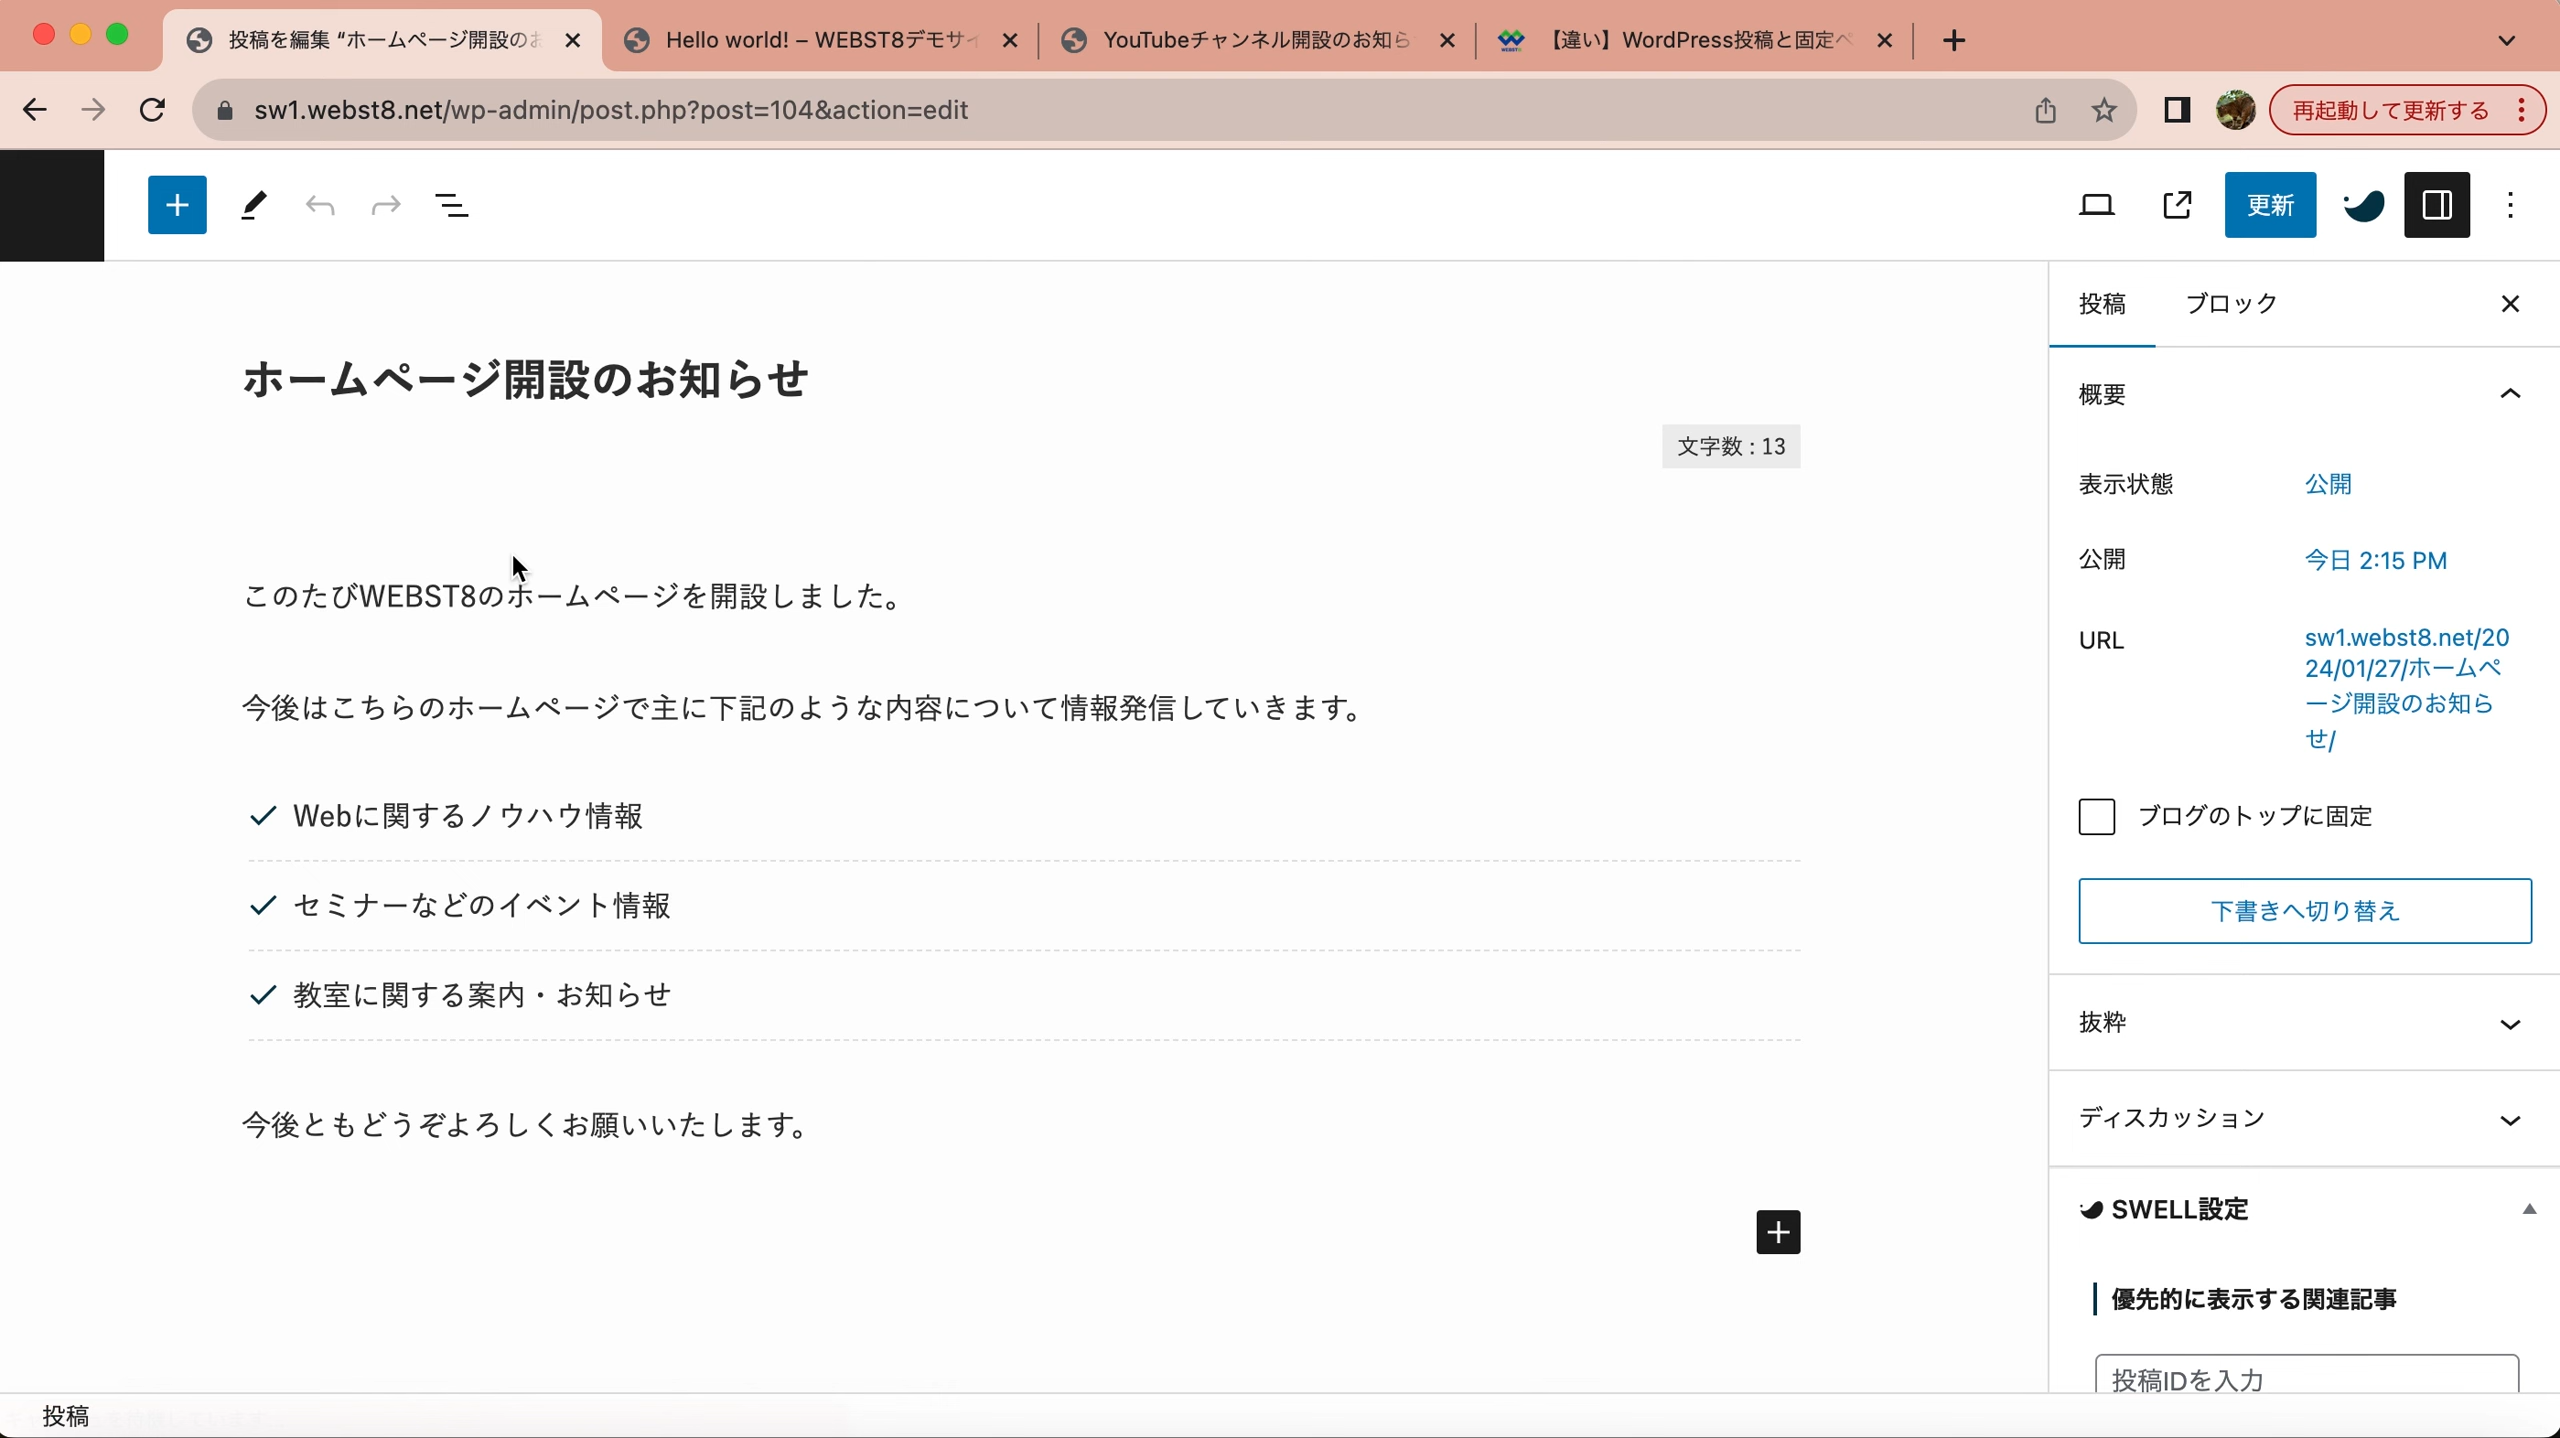 投稿を編集 “ホームページ開設のお
Hello world! – WEBST8デモサイ
YouTubeチャンネル開設のお知ら
【違い】WordPress投稿と固定ペ
sw1.webst8.net/wp-admin/post.php?post=104&action=edit
再起動して更新する
更新
投稿
ブロック
概要
ホームページ開設のお知らせ
文字数 : 13
表示状態
公開
公開
今日 2:15 PM
このたびWEBST8のホームページを開設しました。
URL
sw1.webst8.net/20
24/01/27/ホームペ
ージ開設のお知ら
せ/
今後はこちらのホームページで主に下記のような内容について情報発信していきます。
Webに関するノウハウ情報
ブログのトップに固定
セミナーなどのイベント情報
下書きへ切り替え
教室に関する案内・お知らせ
抜粋
今後ともどうぞよろしくお願いいたします。
ディスカッション
SWELL設定
優先的に表示する関連記事
投稿IDを入力
投稿